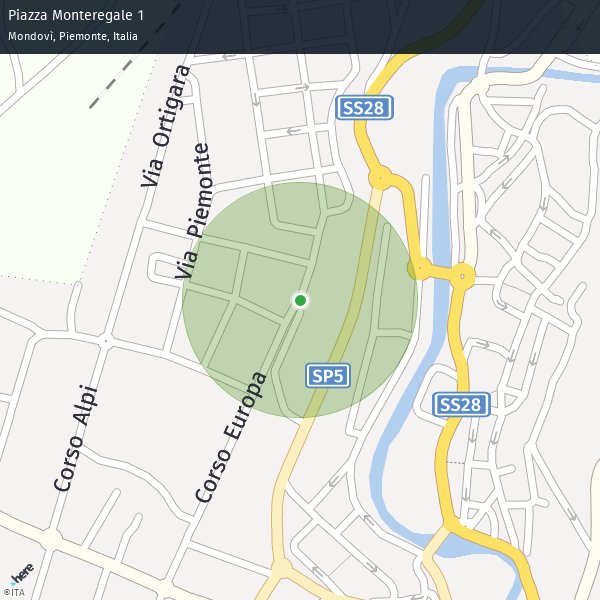 Piazza Monteregale 1
Mondovì, Piemonte, Italia
Via Ortigara
SS28
Via Piemonte
SP5
Corso Alpi
Corso Europa
SS28
here
©ITA